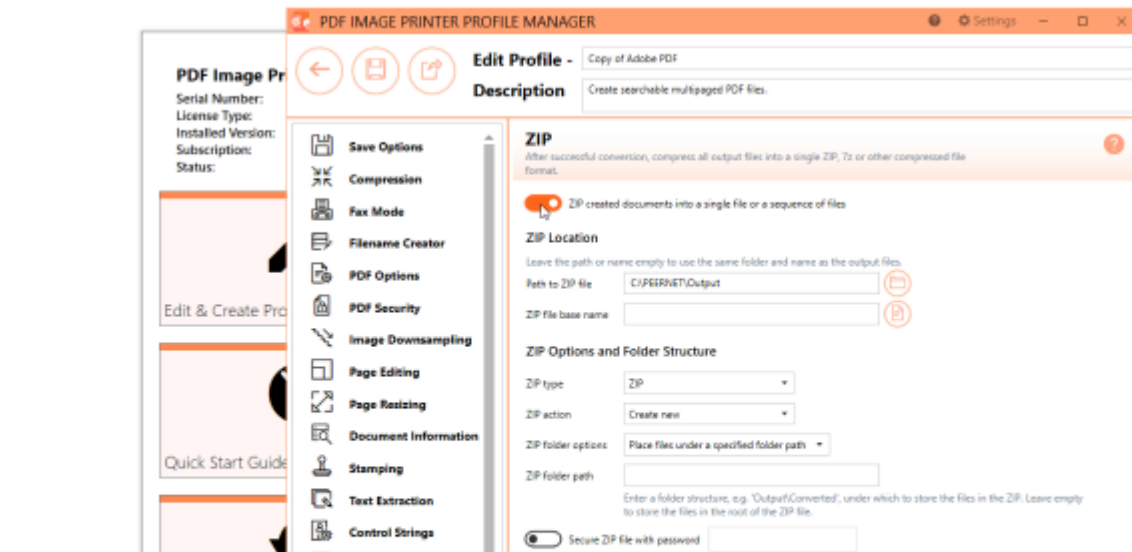 PDF IMAGE PRINTER PROFILE MANAGER
Settings
Edit Profile - Copy of Adobe PDF
Description Create searchable multipaged PDF files.
PDF Image Pri
Serial Number:
License Type:
Installed Version:
Subscription:
Status:
Edit & Create Pro
Quick Start Guide
Save Options
Compression
Fax Mode
Filename Creator
PDF Options
PDF Security
Image Downsampling
Page Editing
Page Resizing
Document Information
Stamping
Text Extraction
Control Strings
ZIP
After successful conversion, compress all output files into a single ZIP, 7z or other compressed file
format.
ZIP created documents into a single file or a sequence of files
ZIP Location
Leave the path or name empty to use the same folder and name as the output files.
Path to ZIP file C:\PEERNET\Output
ZIP file base name
ZIP Options and Folder Structure
ZIP type ZIP
ZIP action Create new
ZIP folder options Place files under a specified folder path
ZIP folder path
Enter a folder structure, e.g. 'Output\Converted', under which to store the files in the ZIP. Leave empty
to store the files in the root of the ZIP file.
Secure ZIP file with password